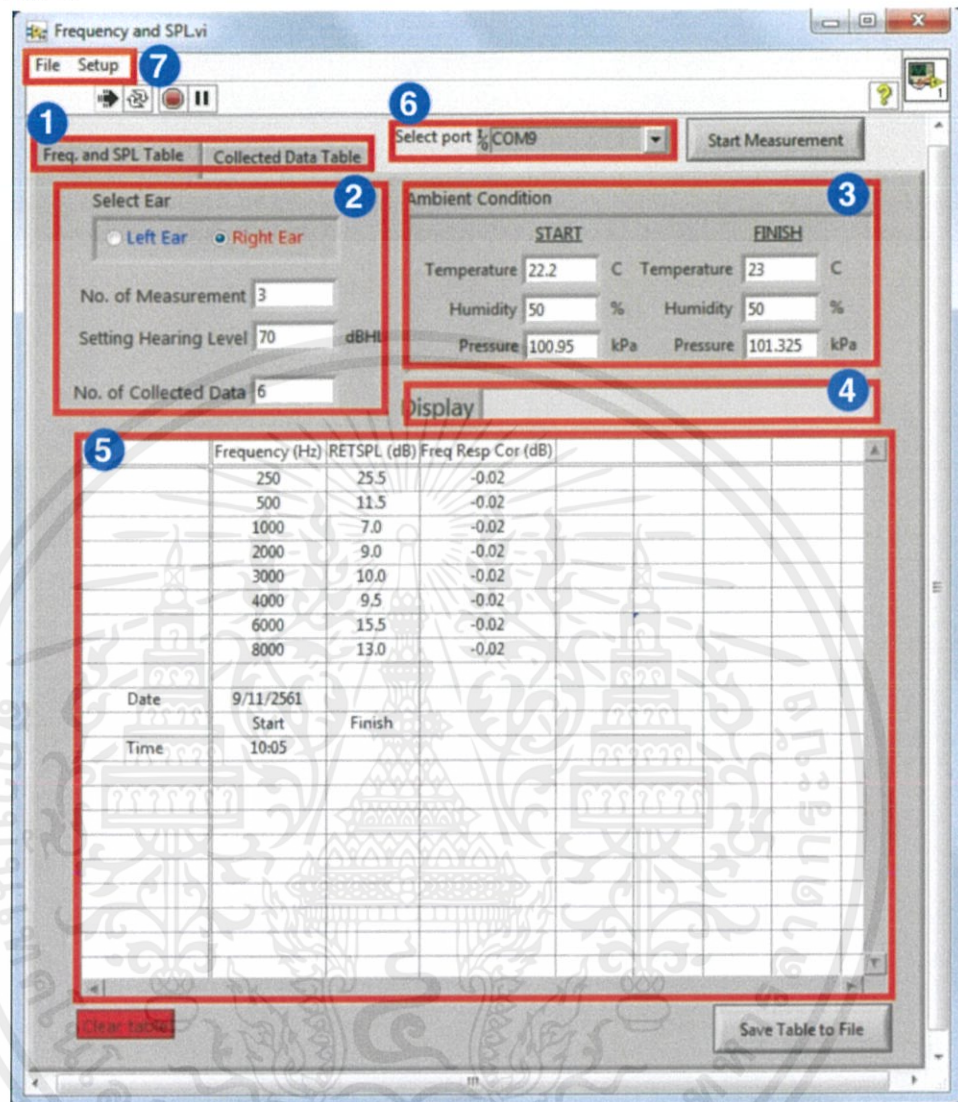 Frequency and SPL.vi
File Setup 7
1
6
Select port COM9 Start Measurement
Freq. and SPL Table Collected Data Table
2
3
Select Ear
Left Ear Right Ear
No. of Measurement 3
Setting Hearing Level 70 dBHL
No. of Collected Data 6
Ambient Condition
START FINISH
Temperature 22.2 C Temperature 23 C
Humidity 50 % Humidity 50 %
Pressure 100.95 kPa Pressure 101.325 kPa
Display 4
5
Frequency (Hz) RETSPL (dB) Freq Resp Cor (dB)
250 25.5 -0.02
500 11.5 -0.02
1000 7.0 -0.02
2000 9.0 -0.02
3000 10.0 -0.02
4000 9.5 -0.02
6000 15.5 -0.02
8000 13.0 -0.02
Date 9/11/2561
Start Finish
Time 10:05
Clear table
Save Table to File